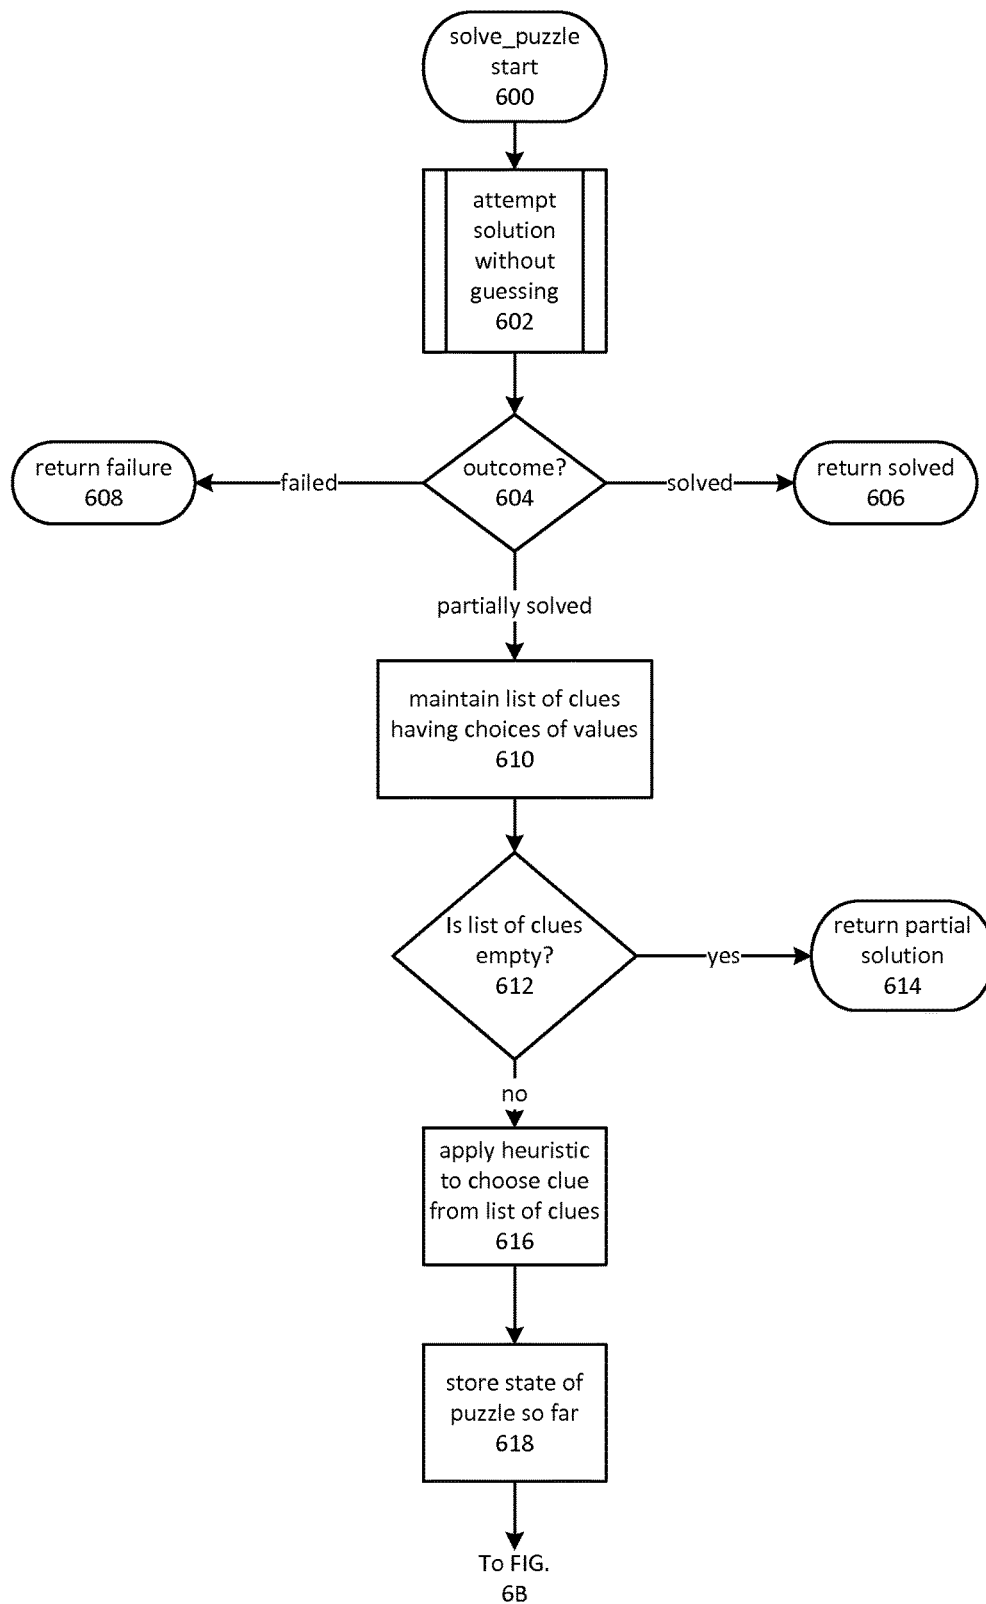 solve_puzzle
start
600
attempt
solution
without
guessing
602
return failure
608
failed
outcome?
604
solved
return solved
606
partially solved
maintain list of clues
having choices of values
610
Is list of clues
empty?
612
yes
return partial
solution
614
no
apply heuristic
to choose clue
from list of clues
616
store state of
puzzle so far
618
To FIG.
6B